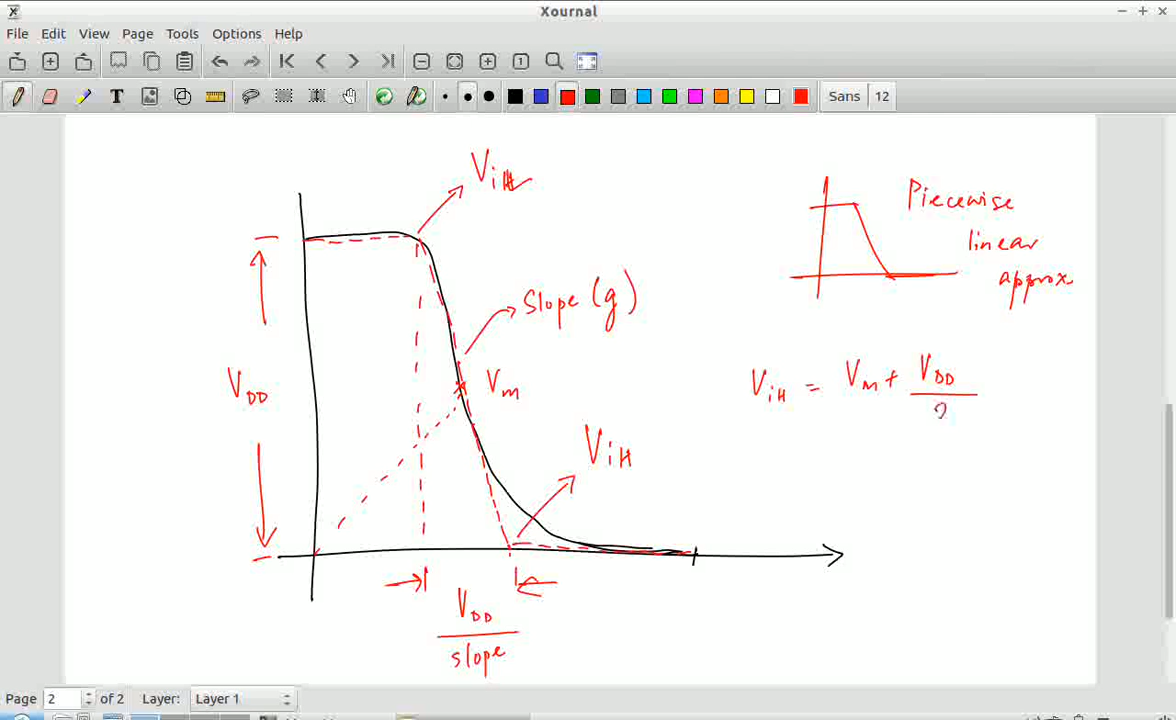 Xournal
File Edit View Page Tools Options Help
Sans 12
ViH
Piecewise
linear
approx
Slope (g)
VDD
Vm
ViH = VM + VDD
2
ViH
VDD
slope
Page 2 of 2 Layer: Layer 1